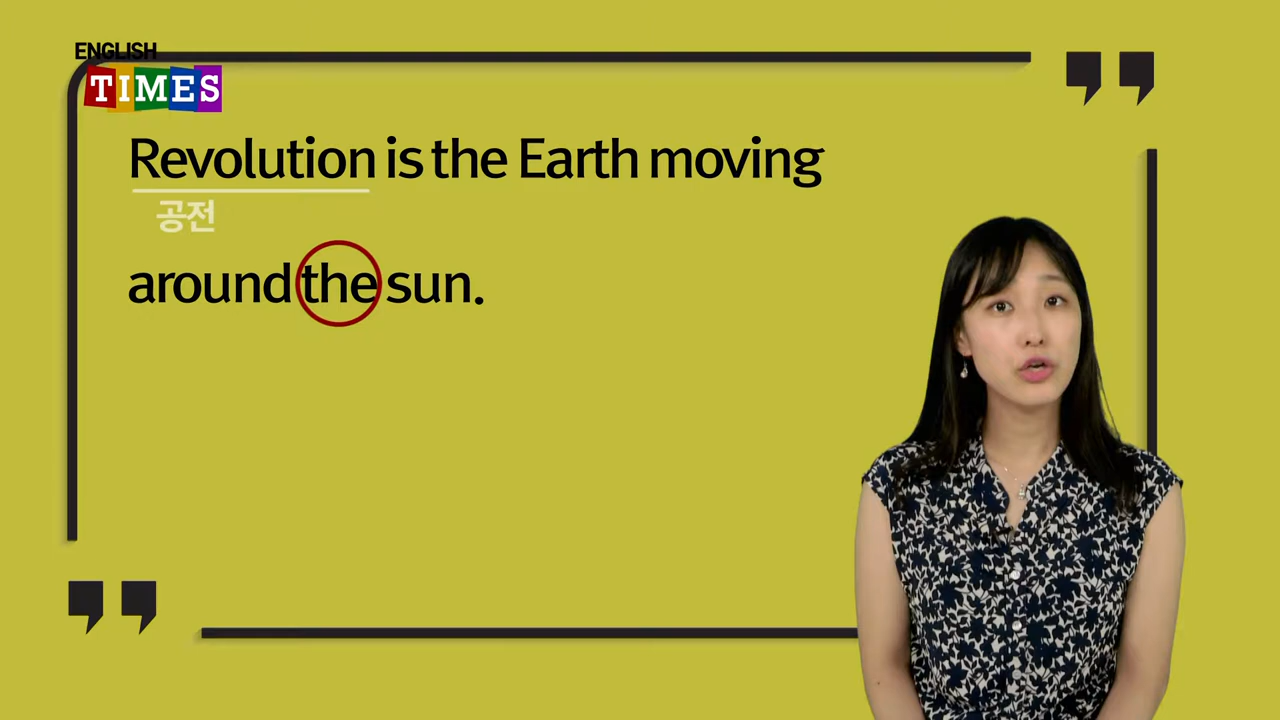 ENGLISH
TIMES
Revolution is the Earth moving
공전
around the sun.